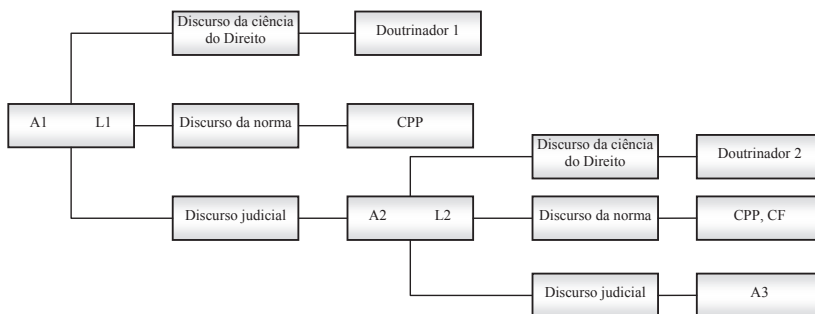 Discurso da ciência
do Direito
Doutrinador 1
A1 L1
Discurso da norma
CPP
Discurso da ciência
do Direito
Doutrinador 2
Discurso judicial
A2 L2
Discurso da norma
CPP, CF
Discurso judicial
A3